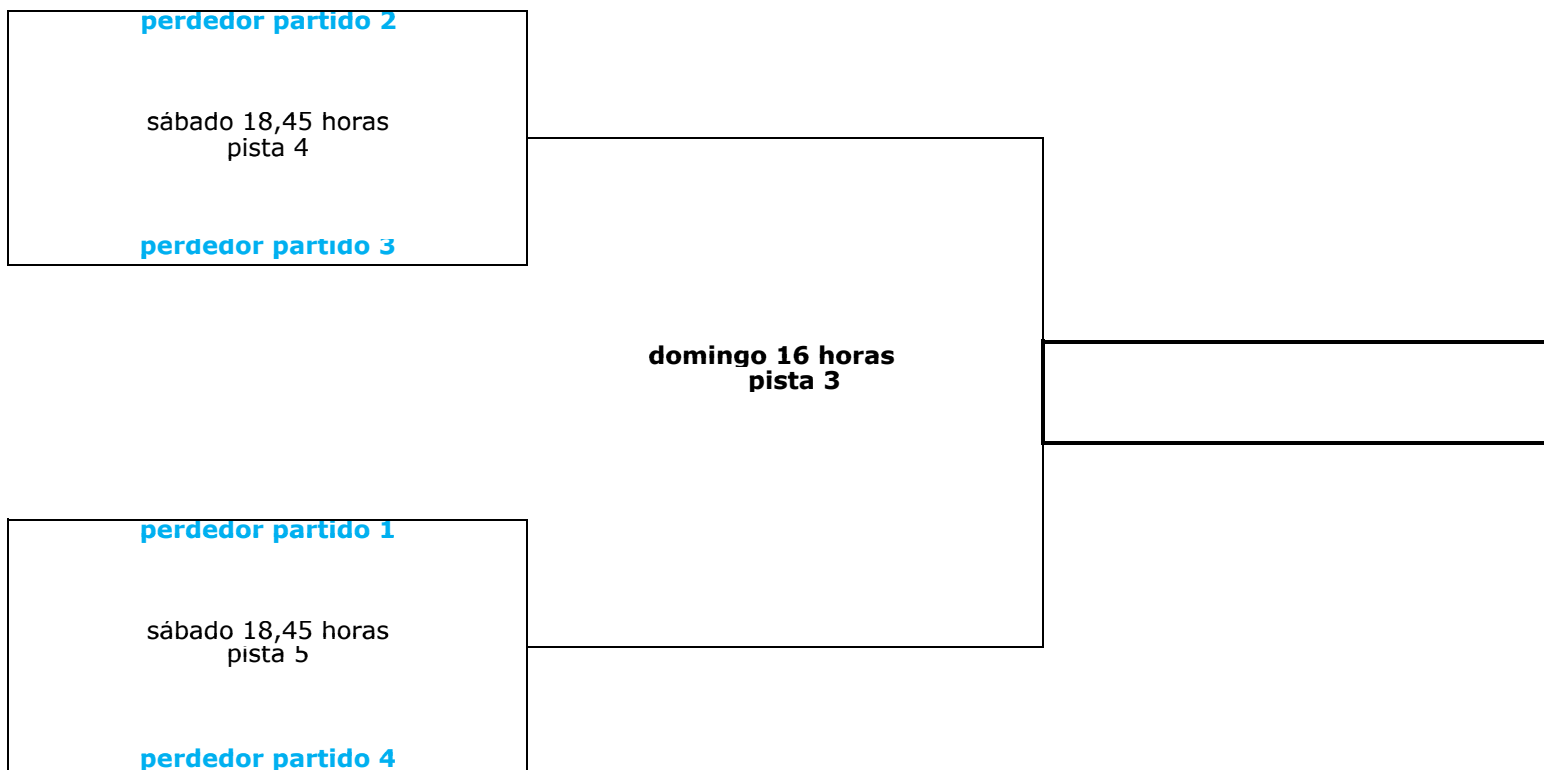 perdedor partido 2
sábado 18,45 horas
pista 4
perdedor partido 3
domingo 16 horas
pista 3
perdedor partido 1
sábado 18,45 horas
pista 5
perdedor partido 4